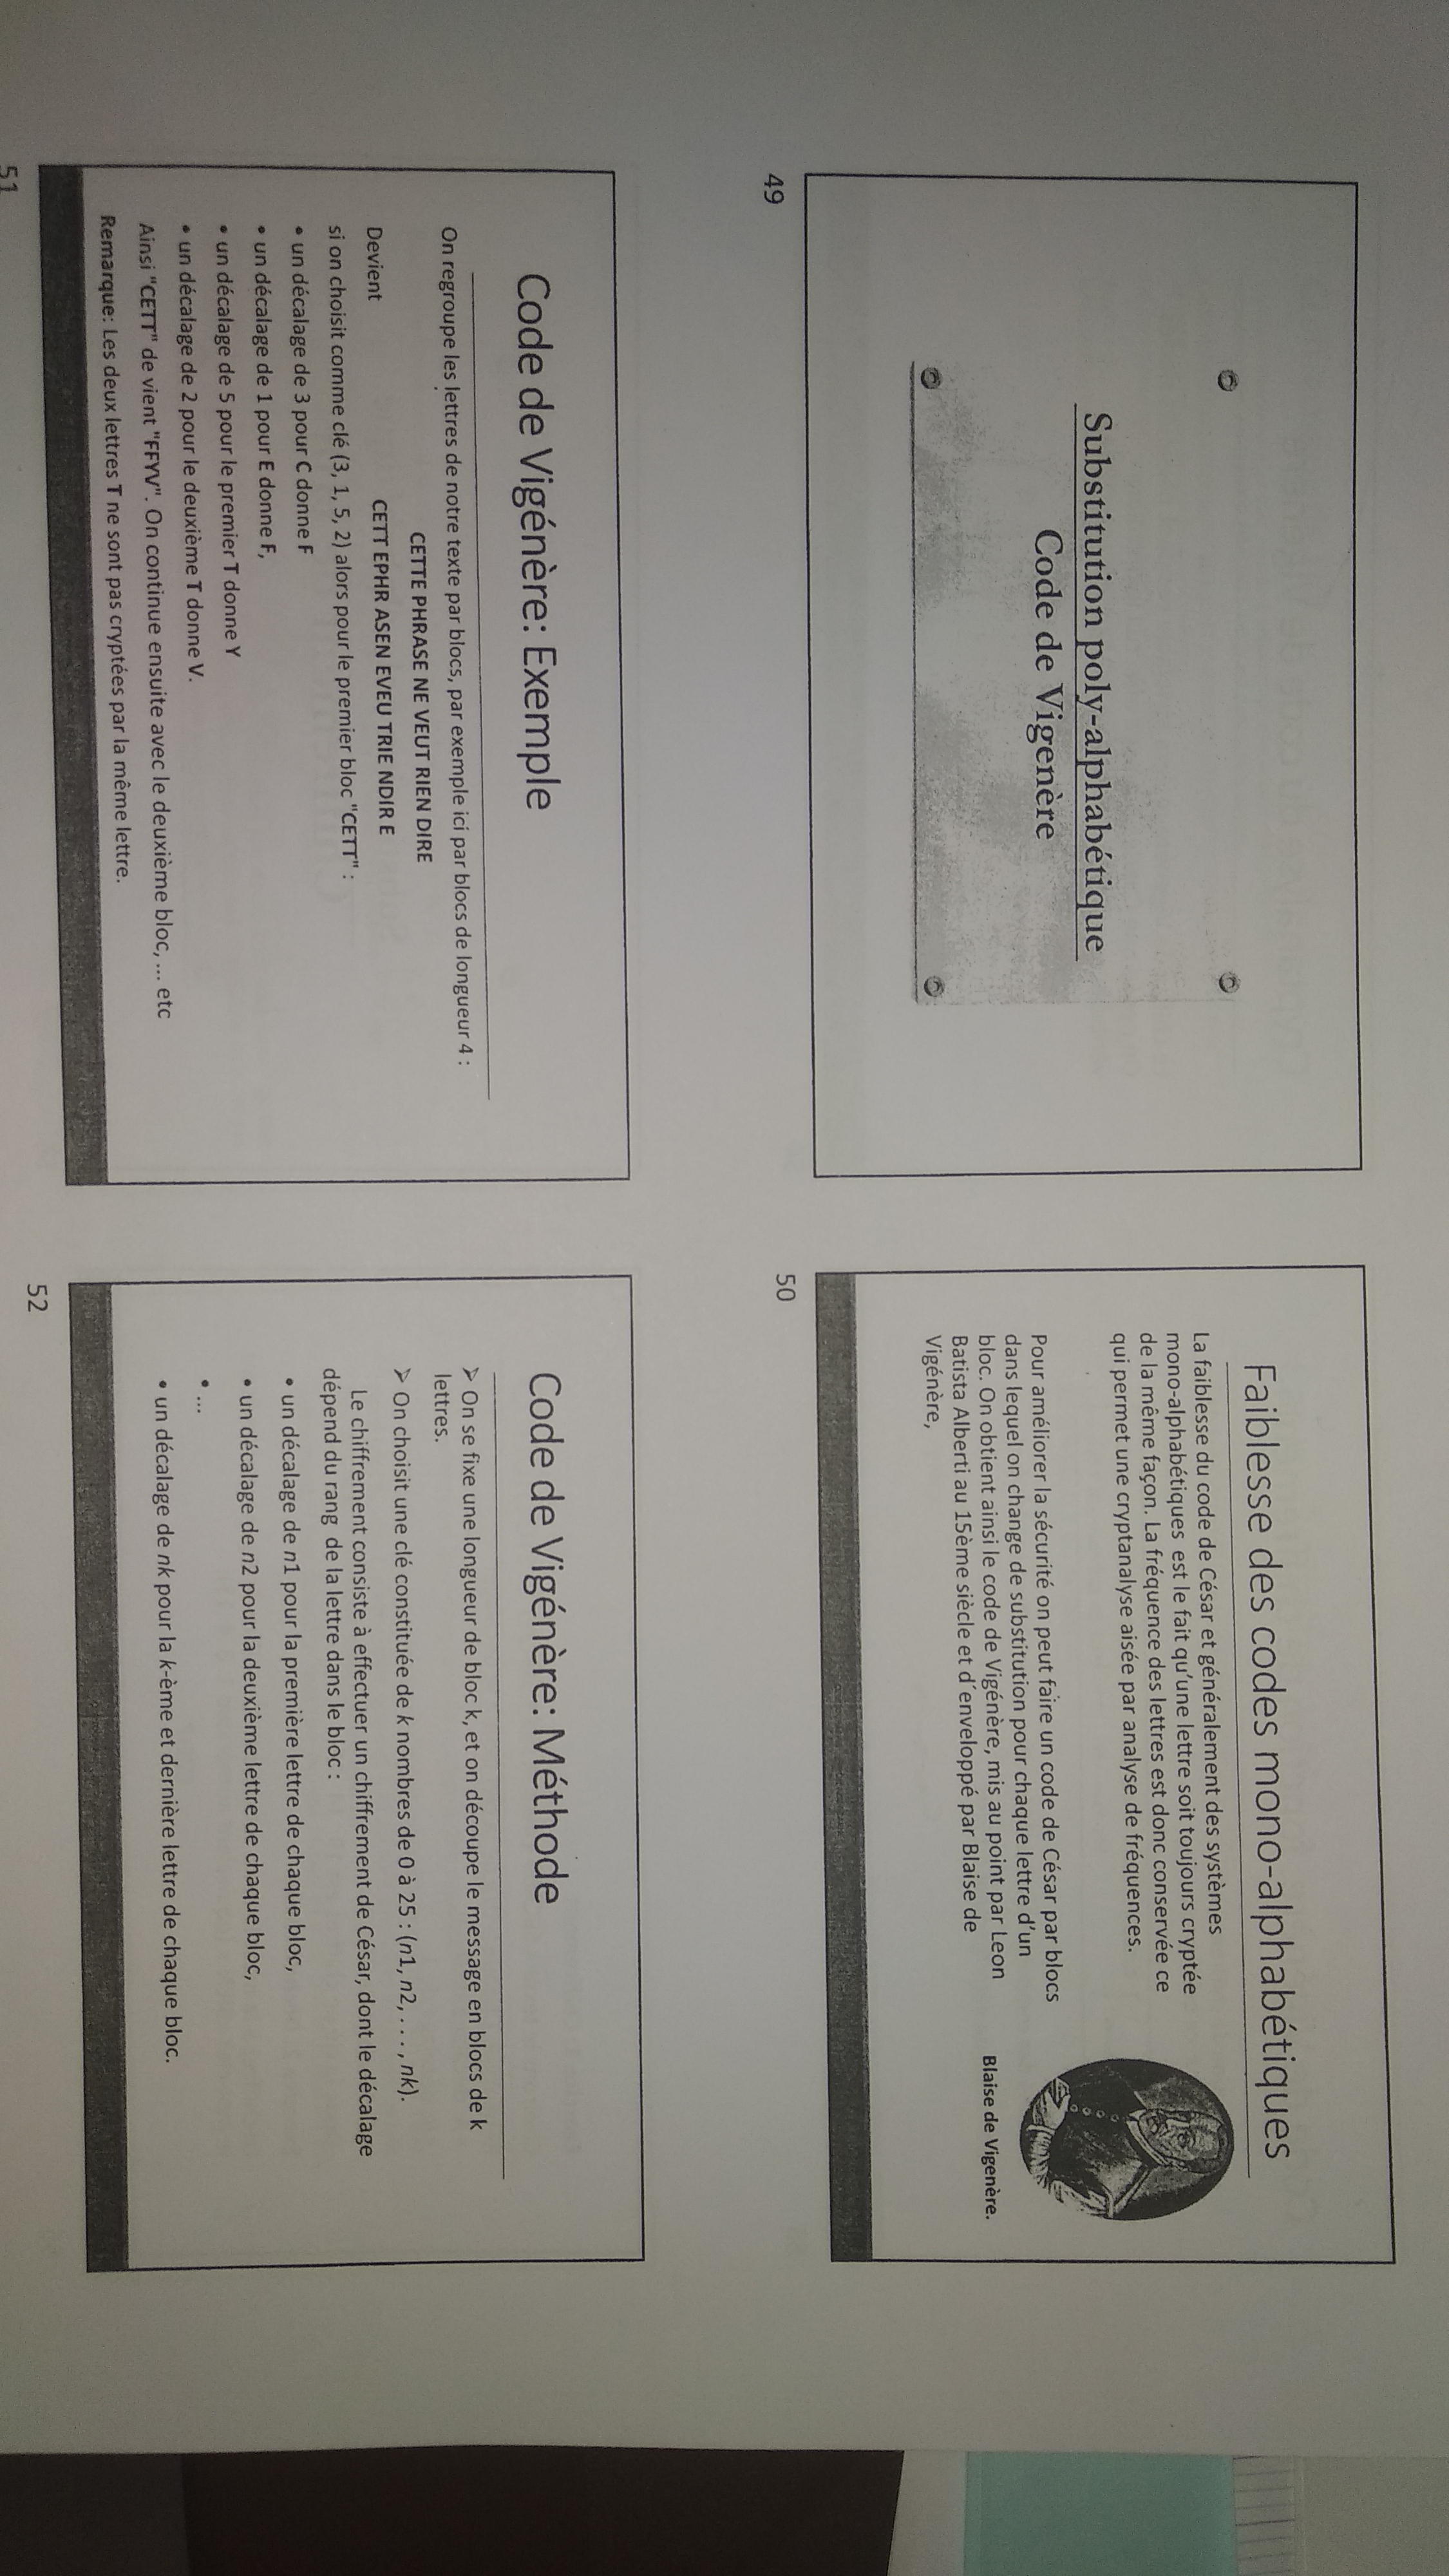 Substitution poly-alphabétique
Code de Vigenère
49
Faiblesse des codes mono-alphabétiques
La faiblesse du code de César et généralement des systèmes
mono-alphabétiques est le fait qu'une lettre soit toujours cryptée
de la même façon. La fréquence des lettres est donc conservée ce
qui permet une cryptanalyse aisée par analyse de fréquences.
Pour améliorer la sécurité on peut faire un code de César par blocs
dans lequel on change de substitution pour chaque lettre d'un
bloc. On obtient ainsi le code de Vigénère, mis au point par Leon
Batista Alberti au 15ème siècle et d´enveloppé par Blaise de
Vigénère,
Blaise de Vigenère.
50
Code de Vigénère: Exemple
On regroupe les lettres de notre texte par blocs, par exemple ici par blocs de longueur 4 :
CETTE PHRASE NE VEUT RIEN DIRE
Devient
CETT EPHR ASEN EVEU TRIE NDIR E
si on choisit comme clé (3, 1, 5, 2) alors pour le premier bloc "CETT" :
• un décalage de 3 pour C donne F
• un décalage de 1 pour E donne F,
• un décalage de 5 pour le premier T donne Y
• un décalage de 2 pour le deuxième T donne V.
Ainsi "CETT" de vient "FFYV". On continue ensuite avec le deuxième bloc, ... etc
Remarque: Les deux lettres T ne sont pas cryptées par la même lettre.
51
Code de Vigénère: Méthode
➢ On se fixe une longueur de bloc k, et on découpe le message en blocs de k
lettres.
➢ On choisit une clé constituée de k nombres de 0 à 25 : (n1, n2, . . . , nk).
Le chiffrement consiste à effectuer un chiffrement de César, dont le décalage
dépend du rang de la lettre dans le bloc :
• un décalage de n1 pour la première lettre de chaque bloc,
• un décalage de n2 pour la deuxième lettre de chaque bloc,
• ...
• un décalage de nk pour la k-ème et dernière lettre de chaque bloc.
52